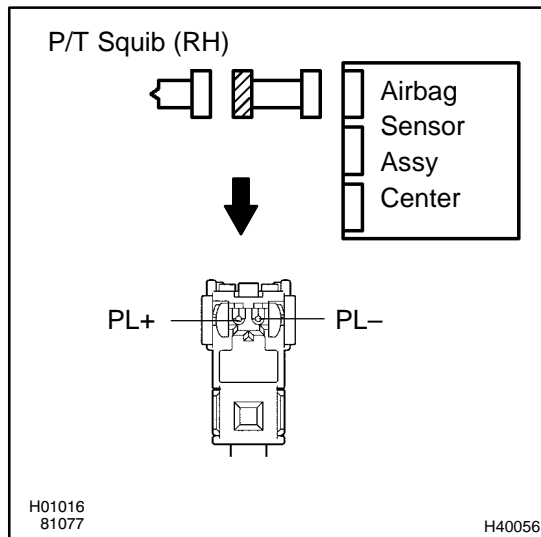 P/T Squib (RH)
Airbag
Sensor
Assy
Center
PL+
PL–
H01016
81077
H40056